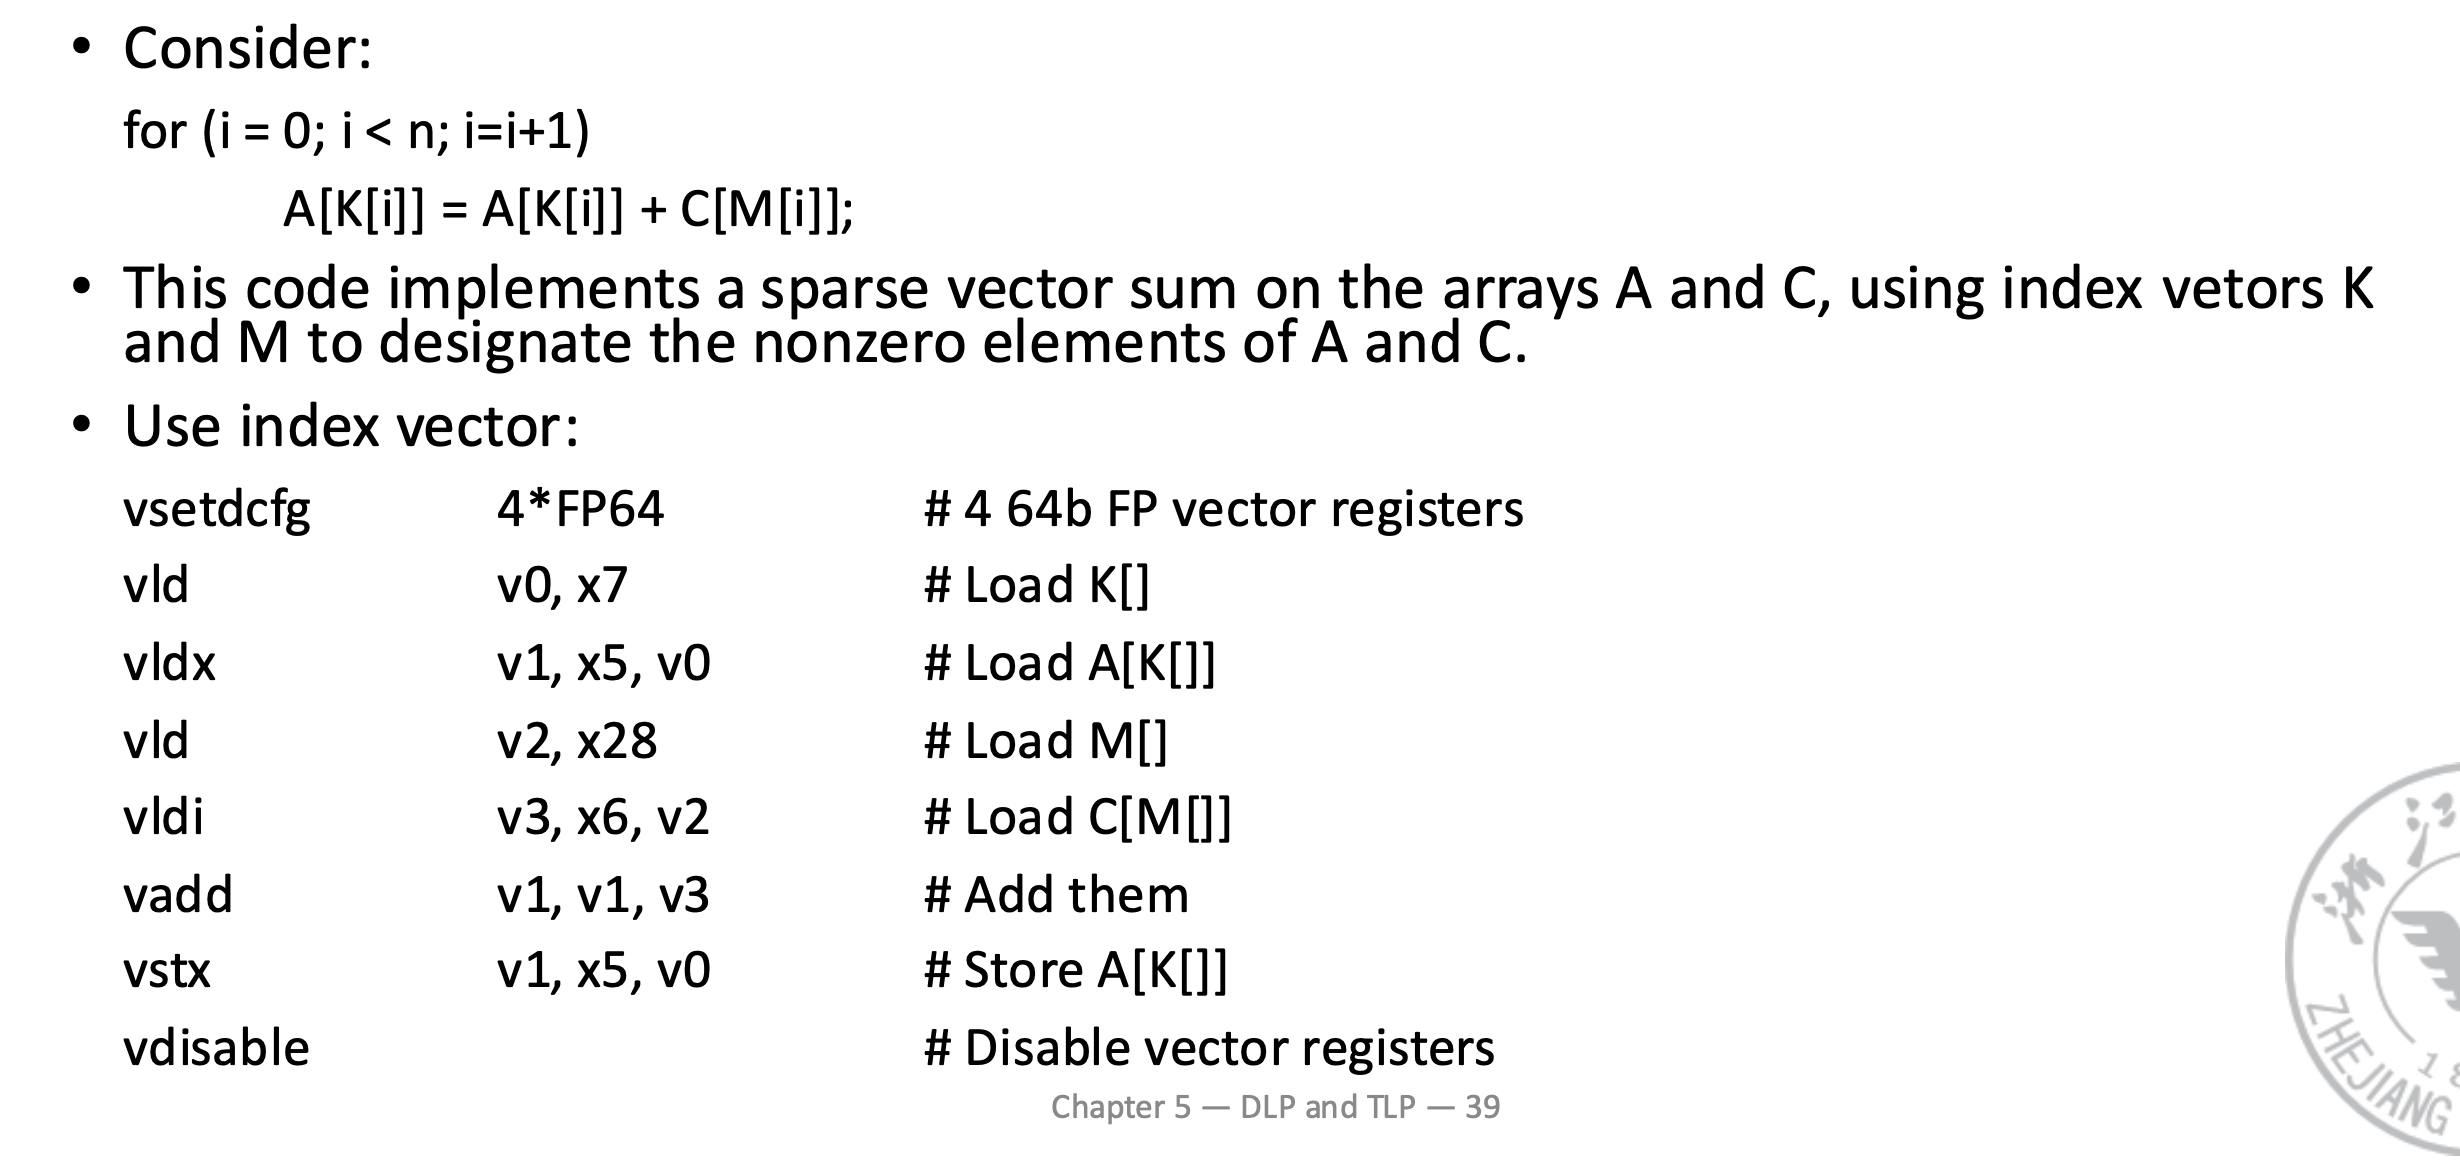 • Consider:
for (i = 0; i < n; i=i+1)
A[K[i]] = A[K[i]] + C[M[i]];
• This code implements a sparse vector sum on the arrays A and C, using index vetors K
and M to designate the nonzero elements of A and C.
• Use index vector:
vsetdcfg 4*FP64 # 4 64b FP vector registers
vld v0, x7 # Load K[]
vldx v1, x5, v0 # Load A[K[]]
vld v2, x28 # Load M[]
vldi v3, x6, v2 # Load C[M[]]
vadd v1, v1, v3 # Add them
vstx v1, x5, v0 # Store A[K[]]
vdisable # Disable vector registers
Chapter 5 — DLP and TLP — 39
ZHEJIANG